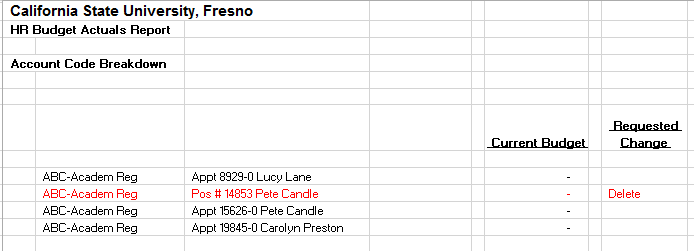 California State University, Fresno
HR Budget Actuals Report
Account Code Breakdown
Current Budget
Requested Change
ABC-Academ Reg Appt 8929-0 Lucy Lane -
ABC-Academ Reg Pos # 14853 Pete Candle - Delete
ABC-Academ Reg Appt 15626-0 Pete Candle -
ABC-Academ Reg Appt 19845-0 Carolyn Preston -